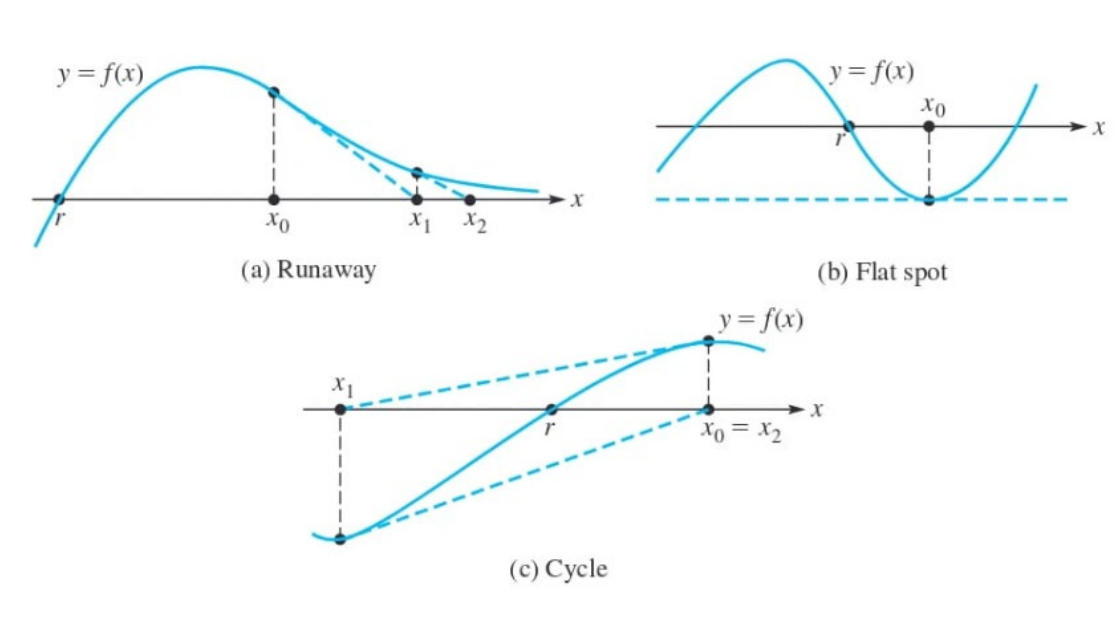 y = f(x)
r
x₀
x₁
x₂
x
(a) Runaway
y = f(x)
x₀
x
r
(b) Flat spot
y = f(x)
x₁
x
r
x₀ = x₂
(c) Cycle